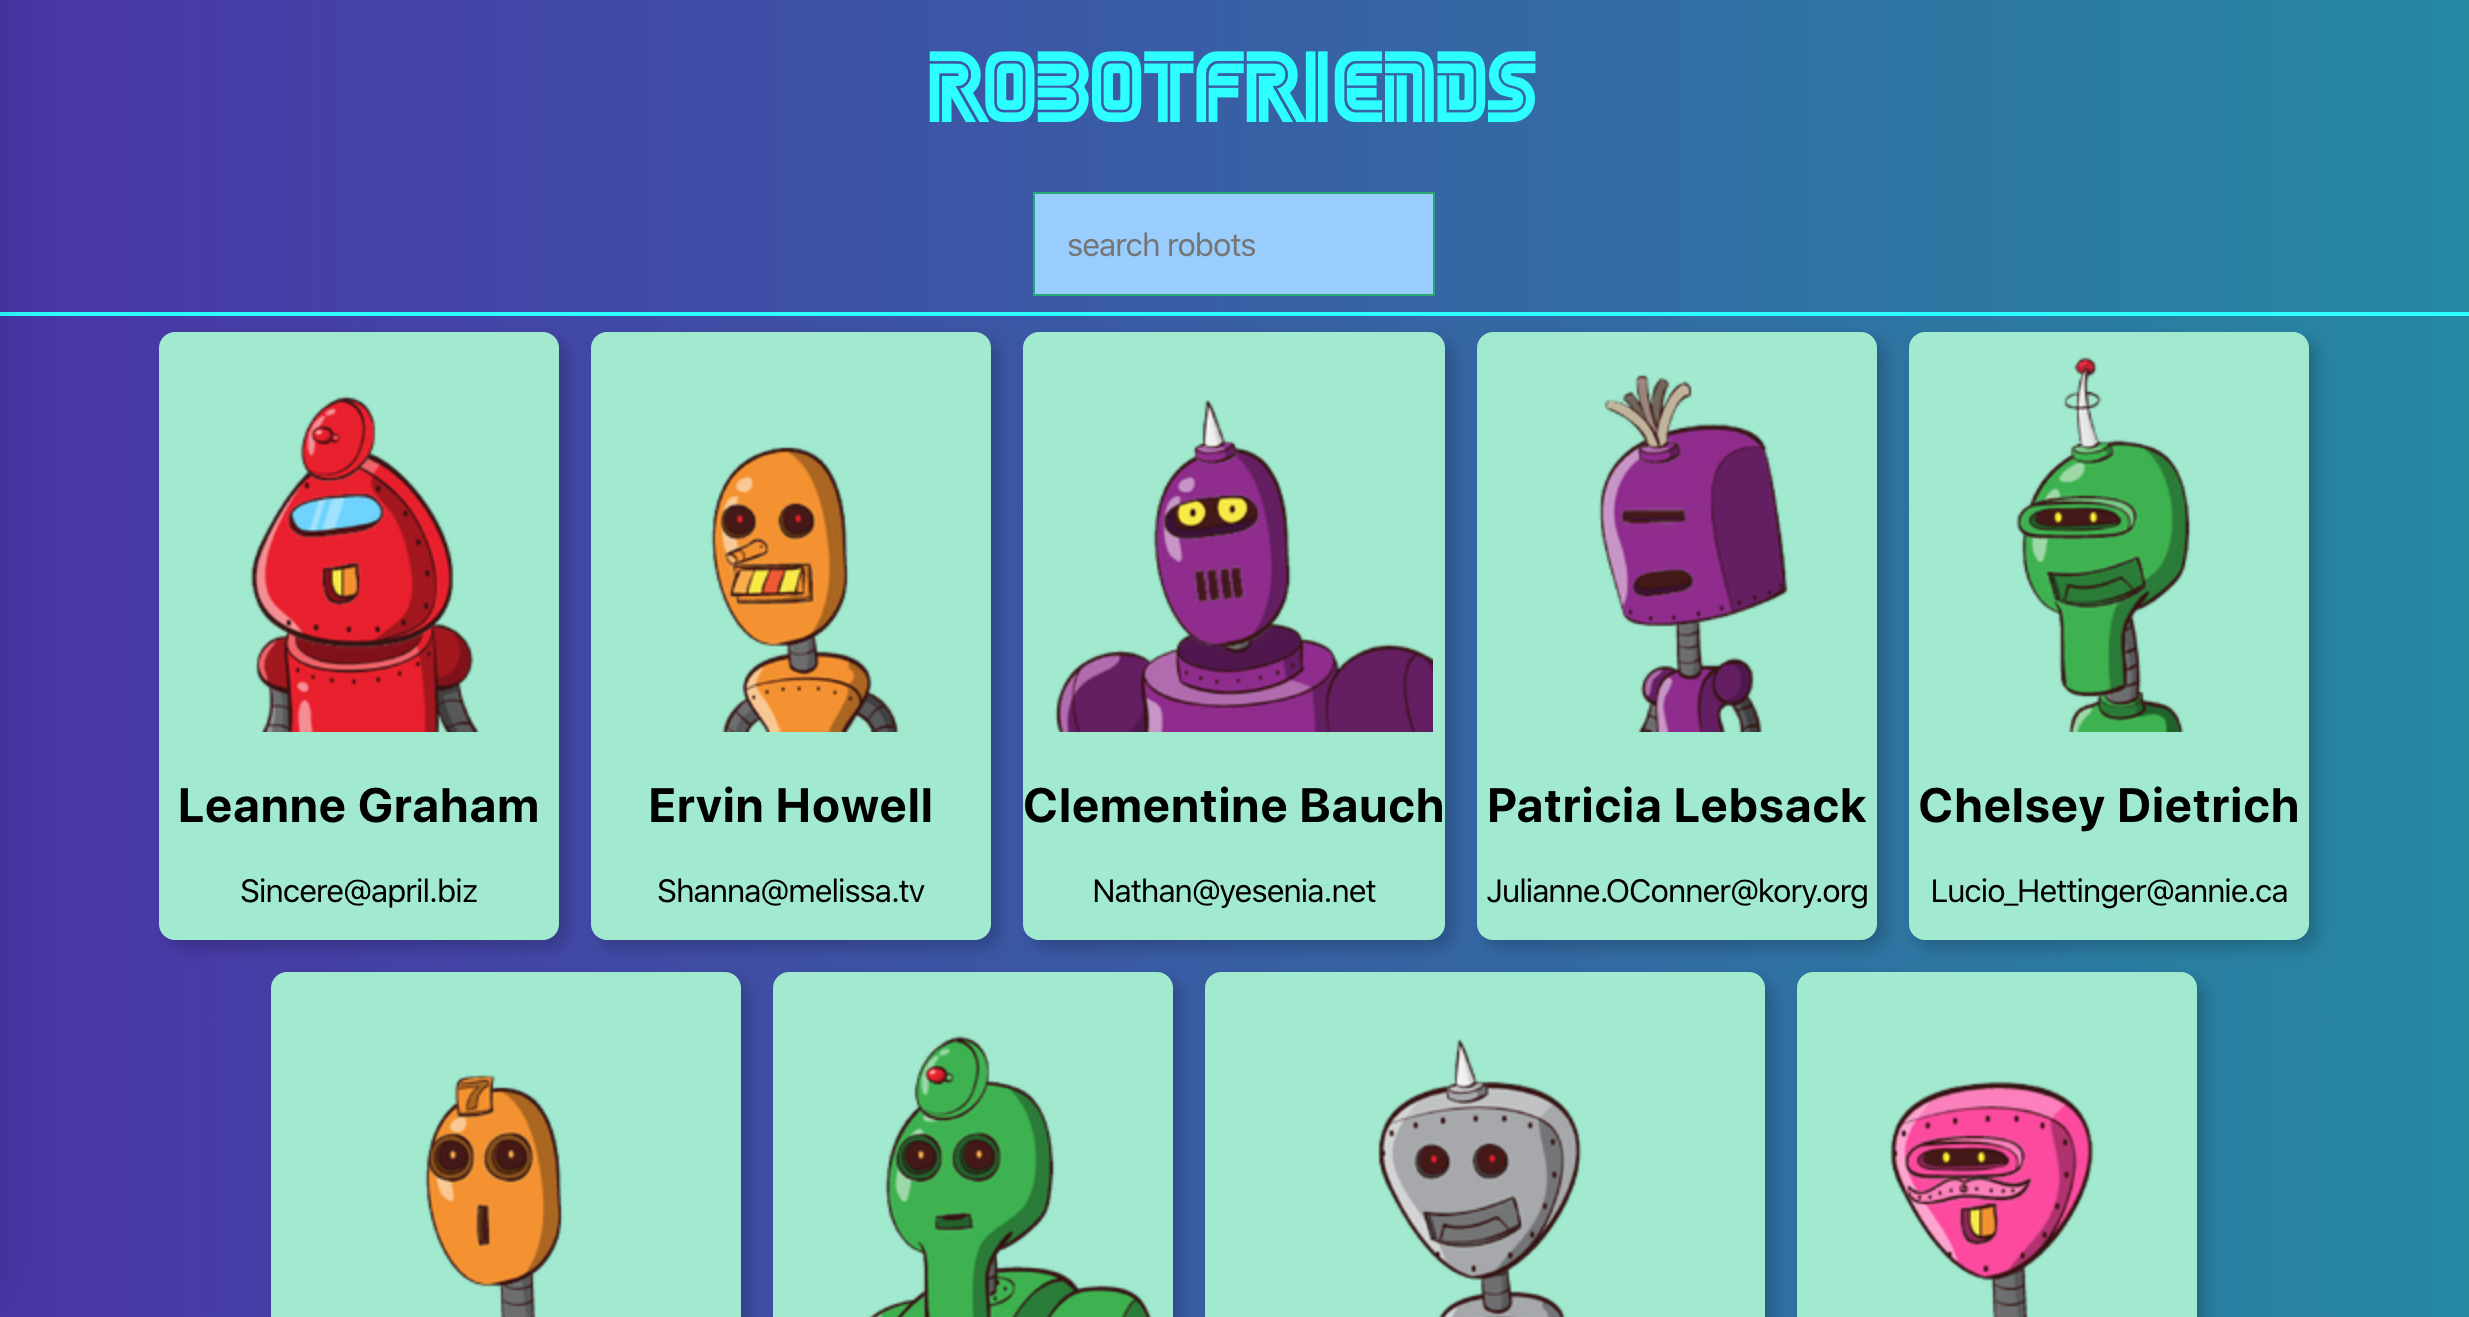 ROBOTFRIENDS
search robots
Leanne Graham
Ervin Howell
Clementine Bauch
Patricia Lebsack
Chelsey Dietrich
Sincere@april.biz
Shanna@melissa.tv
Nathan@yesenia.net
Julianne.OConner@kory.org
Lucio_Hettinger@annie.ca
7